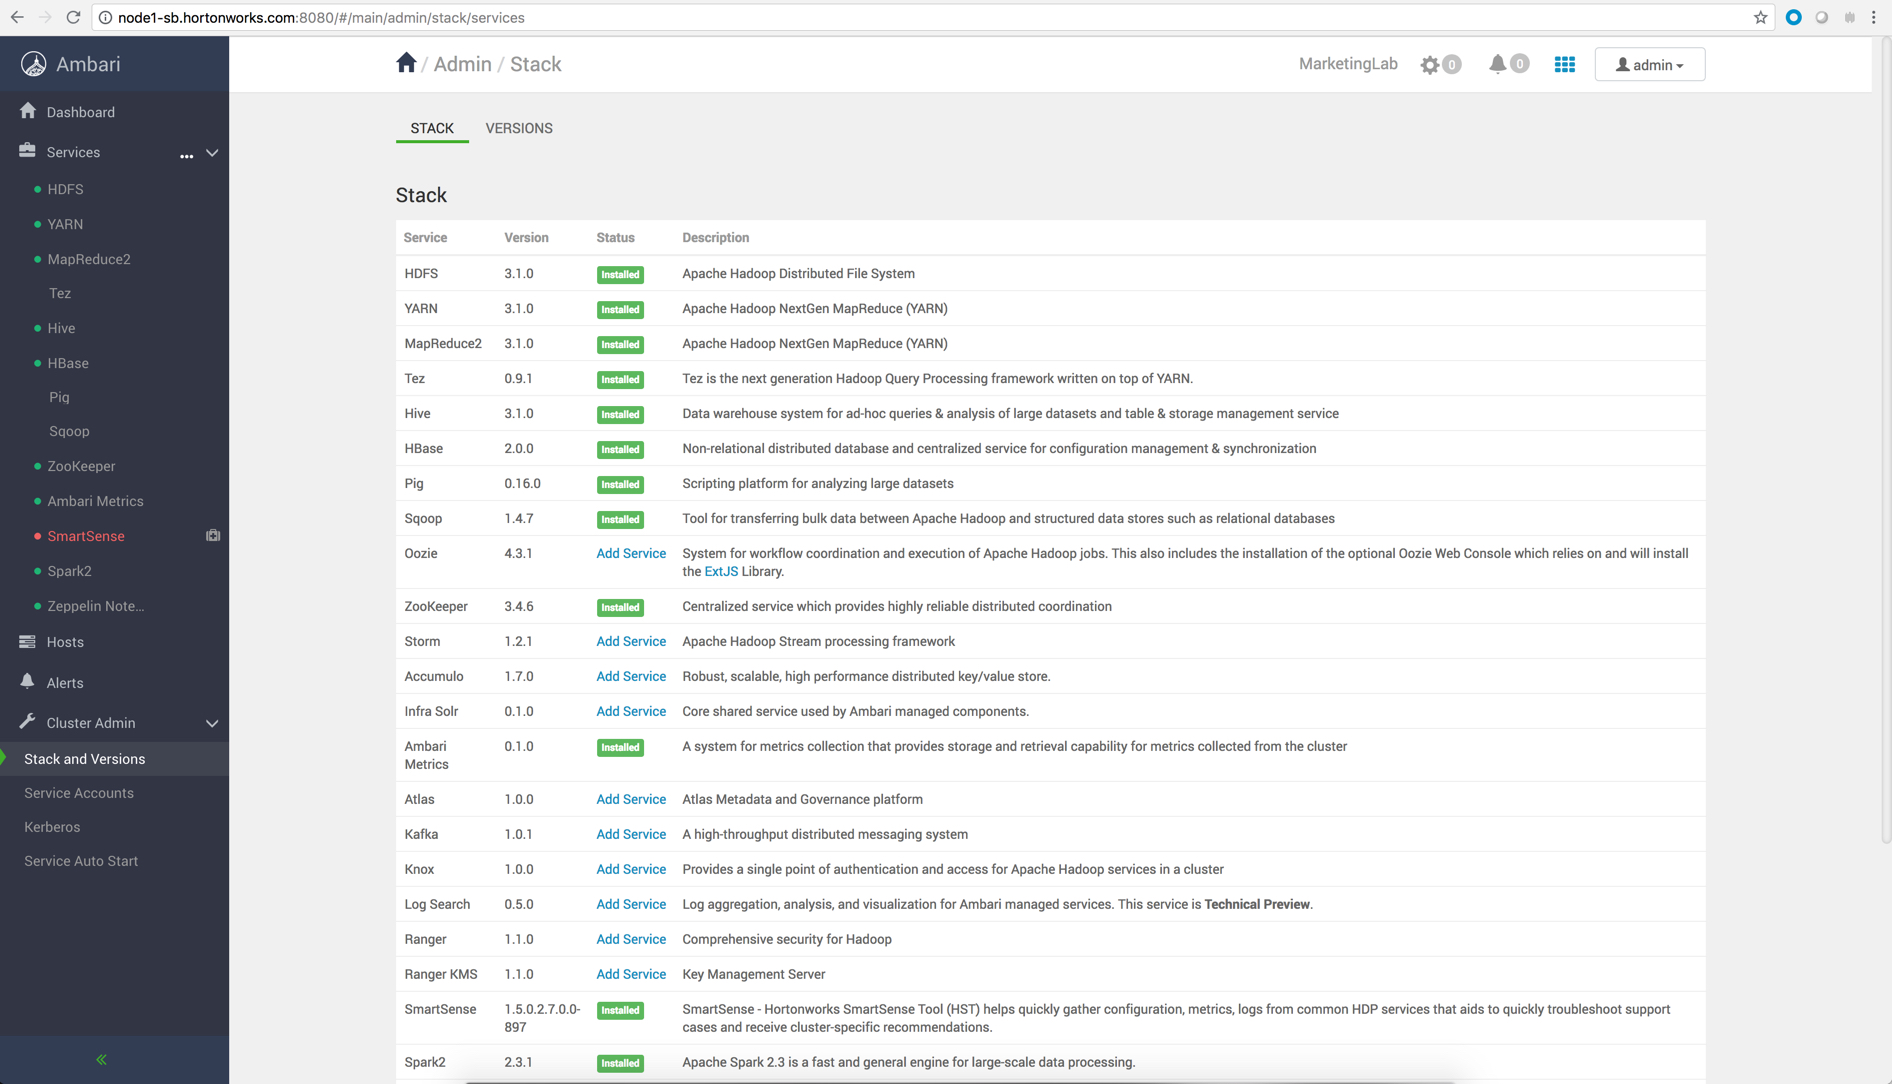 node1-sb.hortonworks.com:8080/#/main/admin/stack/services
Ambari
/ Admin / Stack
MarketingLab
0
0
admin
Dashboard
Services
...
HDFS
YARN
MapReduce2
Tez
Hive
HBase
Pig
Sqoop
ZooKeeper
Ambari Metrics
SmartSense
Spark2
Zeppelin Note...
Hosts
Alerts
Cluster Admin
Stack and Versions
Service Accounts
Kerberos
Service Auto Start
STACK VERSIONS
Stack
Service Version Status Description
HDFS 3.1.0 Installed Apache Hadoop Distributed File System
YARN 3.1.0 Installed Apache Hadoop NextGen MapReduce (YARN)
MapReduce2 3.1.0 Installed Apache Hadoop NextGen MapReduce (YARN)
Tez 0.9.1 Installed Tez is the next generation Hadoop Query Processing framework written on top of YARN.
Hive 3.1.0 Installed Data warehouse system for ad-hoc queries & analysis of large datasets and table & storage management service
HBase 2.0.0 Installed Non-relational distributed database and centralized service for configuration management & synchronization
Pig 0.16.0 Installed Scripting platform for analyzing large datasets
Sqoop 1.4.7 Installed Tool for transferring bulk data between Apache Hadoop and structured data stores such as relational databases
Oozie 4.3.1 Add Service System for workflow coordination and execution of Apache Hadoop jobs. This also includes the installation of the optional Oozie Web Console which relies on and will install
the ExtJS Library.
ZooKeeper 3.4.6 Installed Centralized service which provides highly reliable distributed coordination
Storm 1.2.1 Add Service Apache Hadoop Stream processing framework
Accumulo 1.7.0 Add Service Robust, scalable, high performance distributed key/value store.
Infra Solr 0.1.0 Add Service Core shared service used by Ambari managed components.
Ambari 0.1.0 Installed A system for metrics collection that provides storage and retrieval capability for metrics collected from the cluster
Metrics
Atlas 1.0.0 Add Service Atlas Metadata and Governance platform
Kafka 1.0.1 Add Service A high-throughput distributed messaging system
Knox 1.0.0 Add Service Provides a single point of authentication and access for Apache Hadoop services in a cluster
Log Search 0.5.0 Add Service Log aggregation, analysis, and visualization for Ambari managed services. This service is Technical Preview.
Ranger 1.1.0 Add Service Comprehensive security for Hadoop
Ranger KMS 1.1.0 Add Service Key Management Server
SmartSense 1.5.0.2.7.0.0- Installed SmartSense - Hortonworks SmartSense Tool (HST) helps quickly gather configuration, metrics, logs from common HDP services that aids to quickly troubleshoot support
897 cases and receive cluster-specific recommendations.
Spark2 2.3.1 Installed Apache Spark 2.3 is a fast and general engine for large-scale data processing.